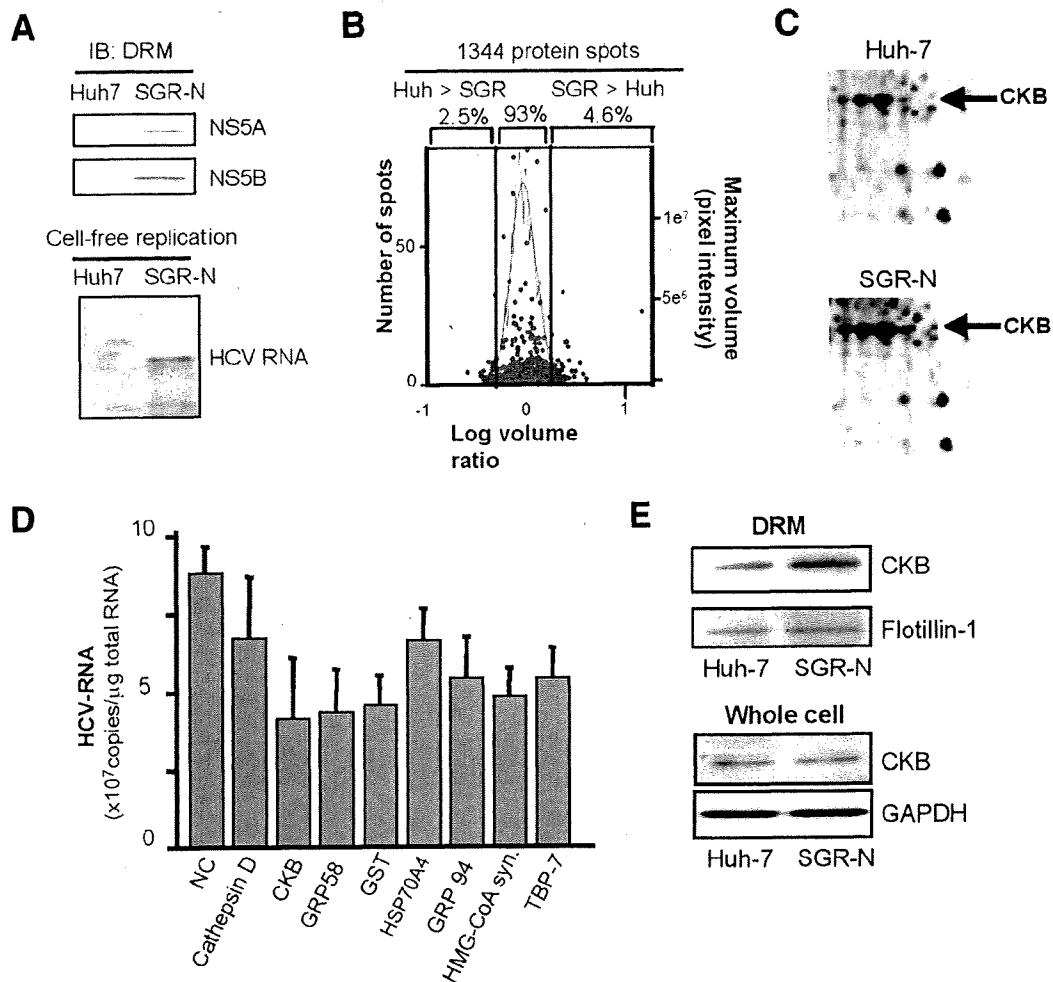 A
IB: DRM
Huh7 SGR-N
NS5A
NS5B
Cell-free replication
Huh7 SGR-N
HCV RNA
B
1344 protein spots
Huh > SGR SGR > Huh
2.5% 93% 4.6%
Number of spots
50
0
Maximum volume
(pixel intensity)
1e⁷
5e⁶
-1 0 1
Log volume
ratio
C
Huh-7
CKB
SGR-N
CKB
D
HCV-RNA
(x10⁷copies/μg total RNA)
10
5
0
NC
Cathepsin D
CKB
GRP58
GST
HSP70A4
GRP 94
HMG-CoA syn.
TBP-7
E
DRM
CKB
Flotillin-1
Huh-7 SGR-N
Whole cell
CKB
GAPDH
Huh-7 SGR-N